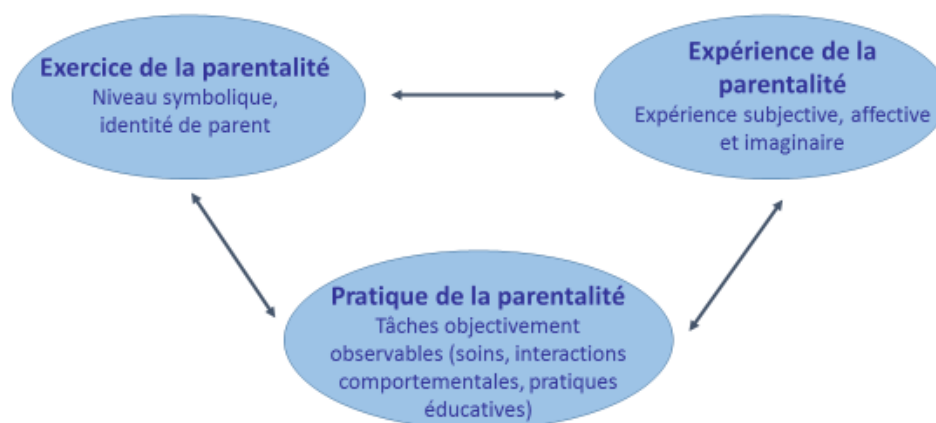 Exercice de la parentalité
Niveau symbolique,
identité de parent
Expérience de la
parentalité
Expérience subjective, affective
et imaginaire
Pratique de la parentalité
Tâches objectivement
observables (soins, interactions
comportementales, pratiques
éducatives)